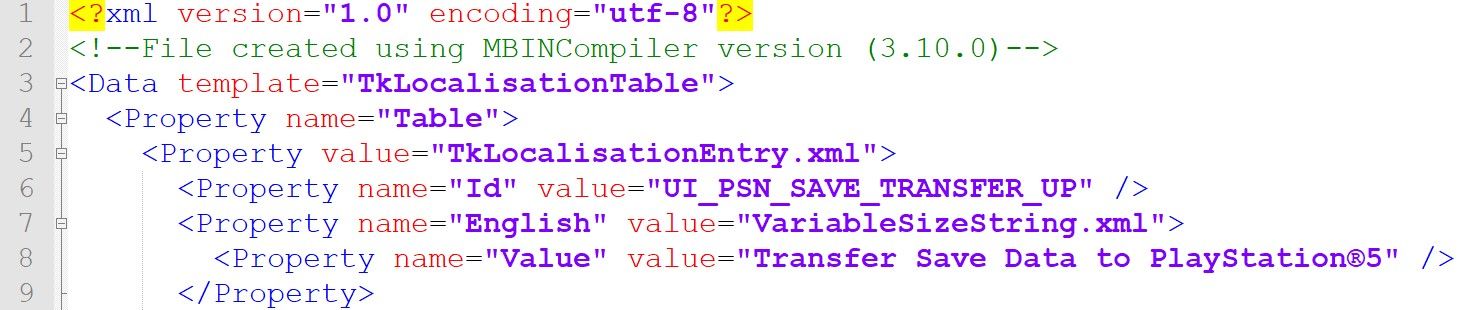 1 <?xml version="1.0" encoding="utf-8"?>
2 <!--File created using MBINCompiler version (3.10.0)-->
3 <Data template="TkLocalisationTable">
4 <Property name="Table">
5 <Property value="TkLocalisationEntry.xml">
6 <Property name="Id" value="UI_PSN_SAVE_TRANSFER_UP" />
7 <Property name="English" value="VariableSizeString.xml">
8 <Property name="Value" value="Transfer Save Data to PlayStation®5" />
9 </Property>